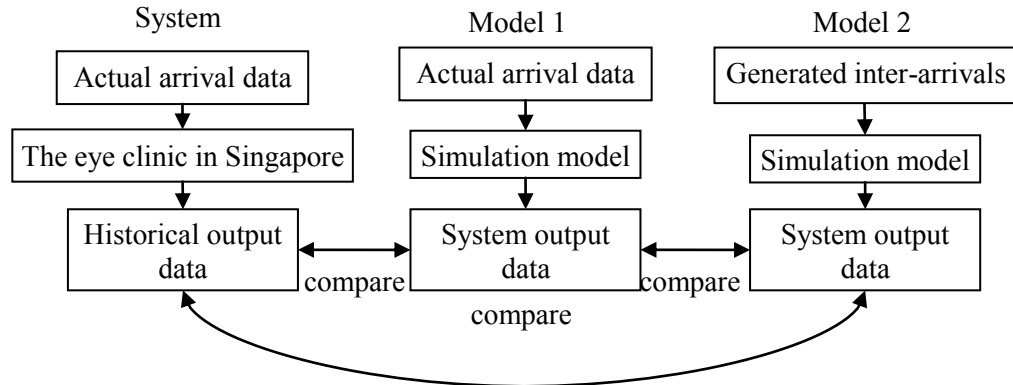 System
Model 1
Model 2
Actual arrival data
Actual arrival data
Generated inter-arrivals
The eye clinic in Singapore
Simulation model
Simulation model
Historical output
data
System output
data
System output
data
compare
compare
compare